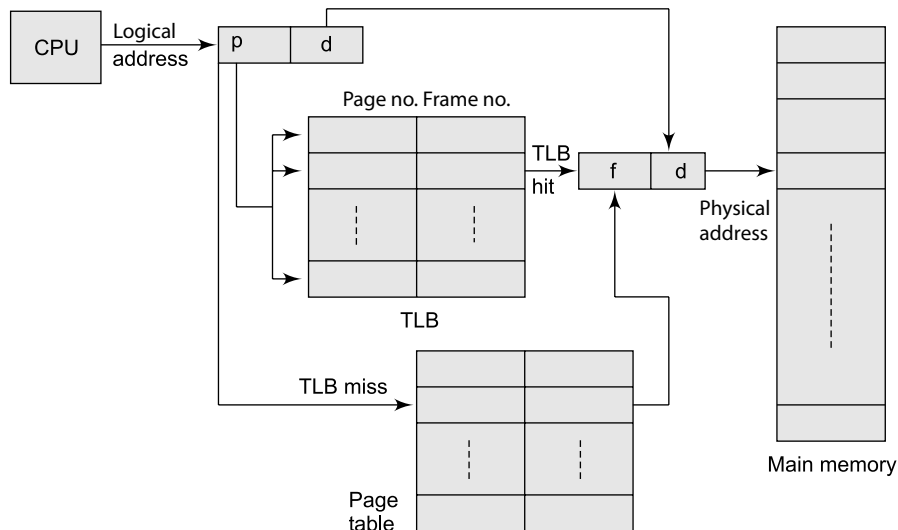 CPU
Logical
address
p
d
Page no. Frame no.
TLB
hit
f
d
Physical
address
TLB
TLB miss
Page
table
Main memory